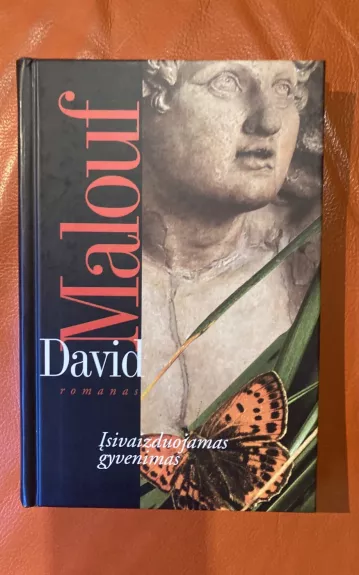 Malouf
David
romanas
Įsivaizduojamas
gyvenimas